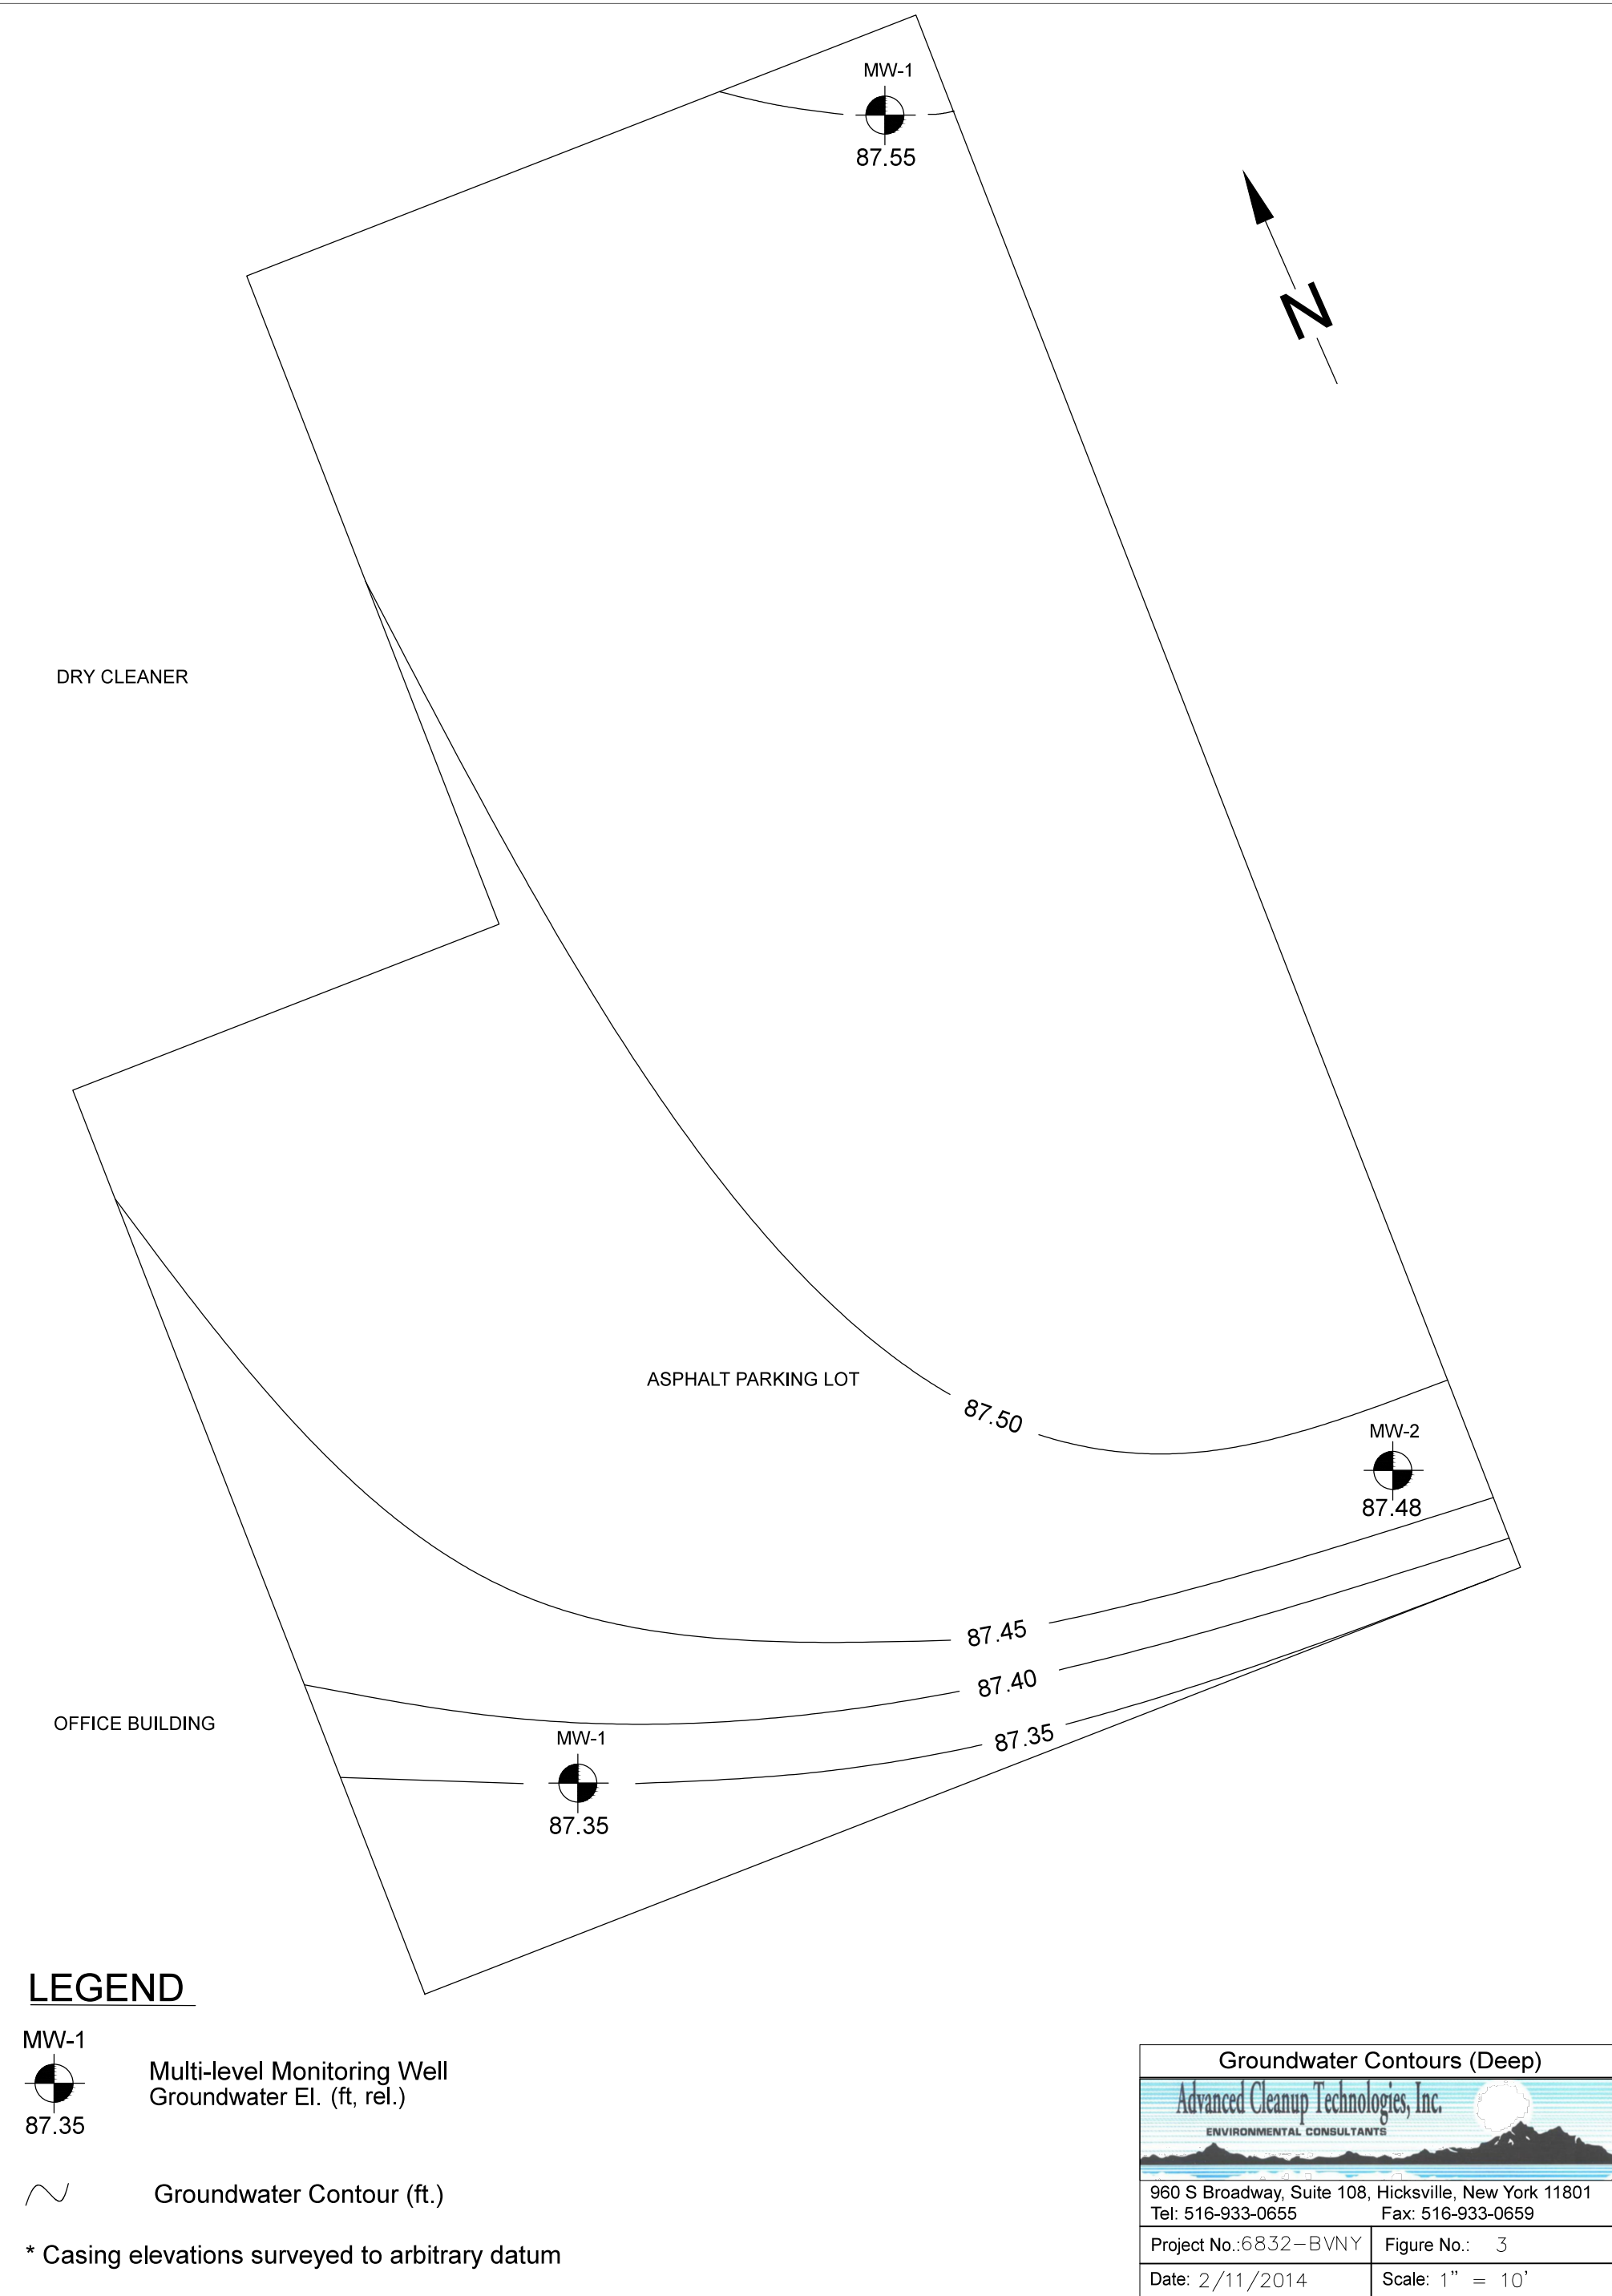 MW-1
87.55
N
DRY CLEANER
ASPHALT PARKING LOT
87.50
MW-2
87.48
87.45
87.40
87.35
OFFICE BUILDING
MW-1
87.35
LEGEND
MW-1
87.35
Multi-level Monitoring Well
Groundwater El. (ft, rel.)
Groundwater Contour (ft.)
* Casing elevations surveyed to arbitrary datum
Groundwater Contours (Deep)
Advanced Cleanup Technologies, Inc.
ENVIRONMENTAL CONSULTANTS
960 S Broadway, Suite 108, Hicksville, New York 11801
Tel: 516-933-0655 Fax: 516-933-0659
Project No.:6832-BVNY Figure No.: 3
Date: 2/11/2014 Scale: 1" = 10'